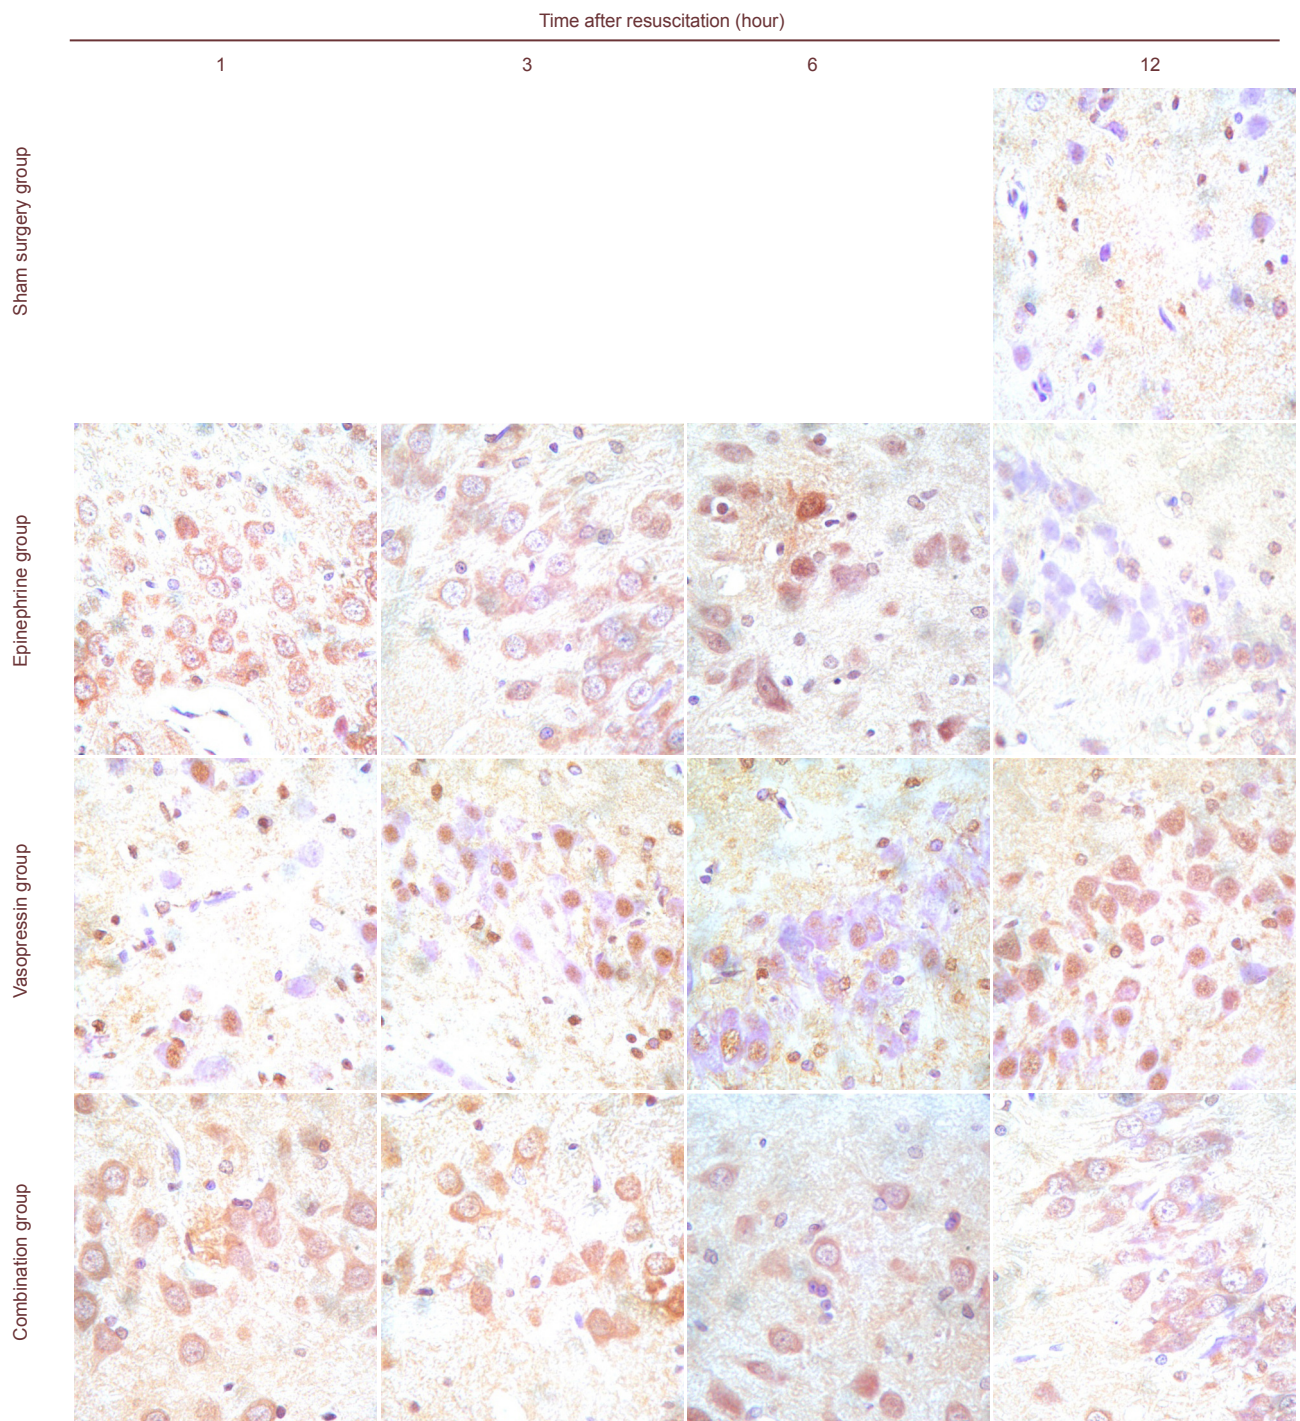 Time after resuscitation (hour)
1 3 6 12
Sham surgery group
Epinephrine group
Vasopressin group
Combination group